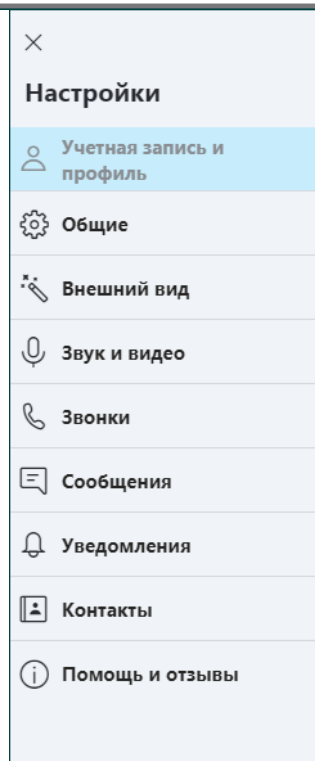 Настройки
Учетная запись и
профиль
Общие
Внешний вид
Звук и видео
Звонки
Сообщения
Уведомления
Контакты
Помощь и отзывы